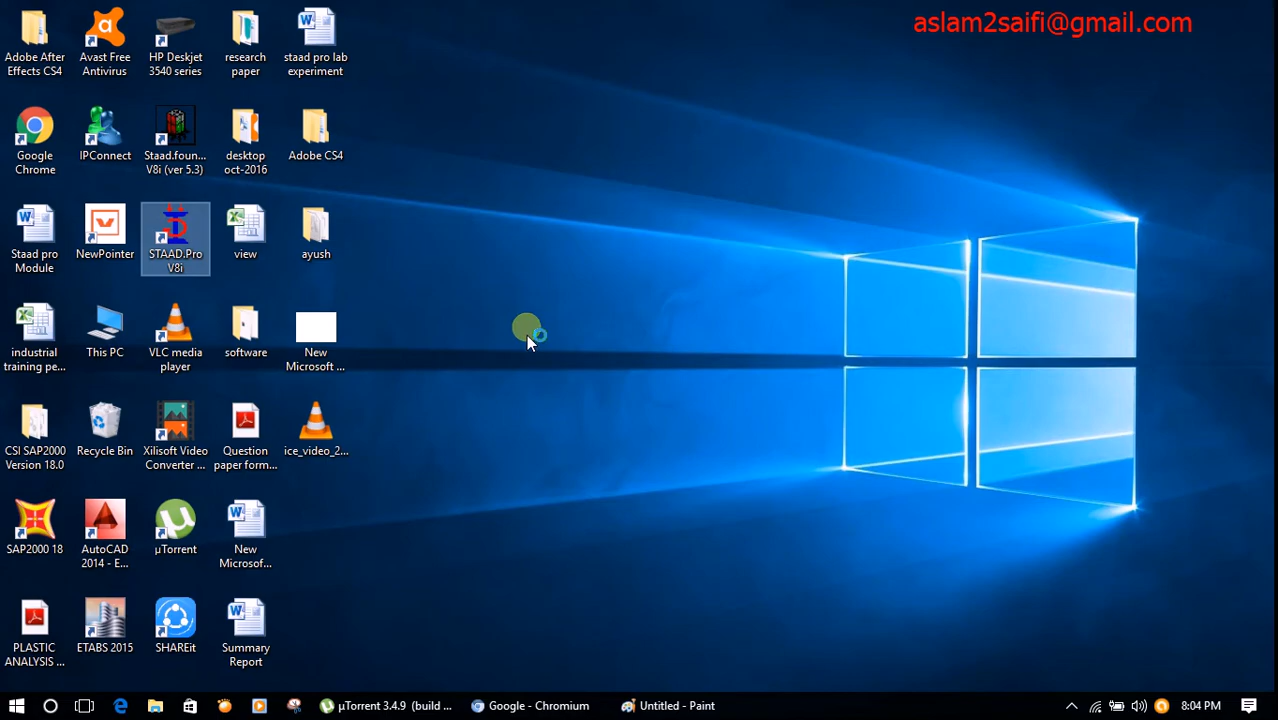 aslam2saifi@gmail.com
Adobe After
Effects CS4
Avast Free
Antivirus
HP Deskjet
3540 series
research
paper
staad pro lab
experiment
Google
Chrome
IPConnect
Staad.foun...
V8i (ver 5.3)
desktop
oct-2016
Adobe CS4
Staad pro
Module
NewPointer
STAAD.Pro
V8i
view
ayush
industrial
training pe...
This PC
VLC media
player
software
New
Microsoft ...
CSI SAP2000
Version 18.0
Recycle Bin
Xilisoft Video
Converter ...
Question
paper form...
ice_video_2...
SAP2000 18
AutoCAD
2014 - E...
µTorrent
New
Microsof...
PLASTIC
ANALYSIS ...
ETABS 2015
SHAREit
Summary
Report
µTorrent 3.4.9 (build ...
Google - Chromium
Untitled - Paint
8:04 PM